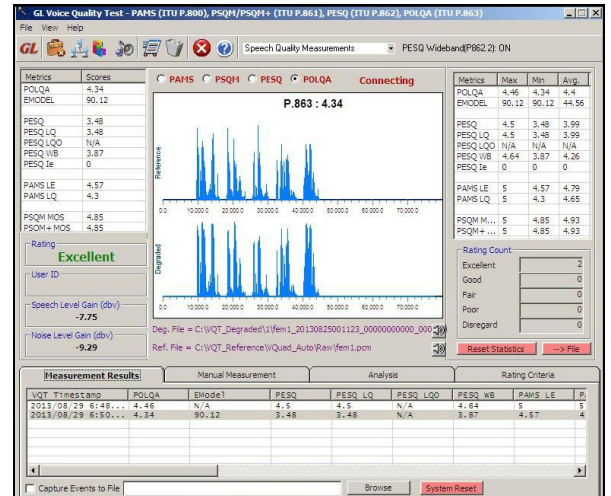 GL Voice Quality Test - PAMS (ITU P.800), PSQM/PSQM+ (ITU P.861), PESQ (ITU P.862), POLQA (ITU P.863)
File View Help
GL Speech Quality Measurements PESQ Wideband(P862.2): ON
Metrics Scores
POLQA 4.34
EMODEL 90.12
PESQ 3.48
PESQ LQ 3.48
PESQ LQO N/A
PESQ WB 3.87
PESQ Ie 0
PAMS LE 4.57
PAMS LQ 4.3
PSQM MOS 4.85
PSQM+ MOS 4.85
Rating
Excellent
User ID
Speech Level Gain (dbv)
-7.75
Noise Level Gain (dbv)
-9.29
PAMS PSQM PESQ POLQA Connecting
P.863 : 4.34
Reference
0.0 10,000.0 20,000.0 30,000.0 40,000.0 50,000.0 60,000.0 70,000.0
Degraded
0.0 10,000.0 20,000.0 30,000.0 40,000.0 50,000.0 60,000.0 70,000.0
Deg. File = C:\VQT_Degraded\1\fem1_20130825001123_0000000000_000
Ref. File = C:\VQT_Reference\VQuad_Auto\Raw\fem1.pcm
Metrics Max Min Avg.
POLQA 4.46 4.34 4.4
EMODEL 90.12 90.12 44.56
PESQ 4.5 3.48 3.99
PESQ LQ 4.5 3.48 3.99
PESQ LQO N/A N/A N/A
PESQ WB 4.64 3.87 4.26
PESQ Ie 0 0 0
PAMS LE 5 4.57 4.79
PAMS LQ 5 4.3 4.65
PSQM M... 5 4.85 4.93
PSQM+ ... 5 4.85 4.93
Rating Count
Excellent 2
Good 0
Fair 0
Poor 0
Disregard 0
Reset Statistics --> File
Measurement Results Manual Measurement Analysis Rating Criteria
VQT Timestamp POLQA EModel PESQ PESQ LQ PESQ LQO PESQ WB PAMS LE P
2013/08/29 6:48... 4.46 N/A 4.5 4.5 N/A 4.64 5 5
2013/08/29 6:50... 4.34 90.12 3.48 3.48 N/A 3.87 4.57 4
Capture Events to File Browse System Reset